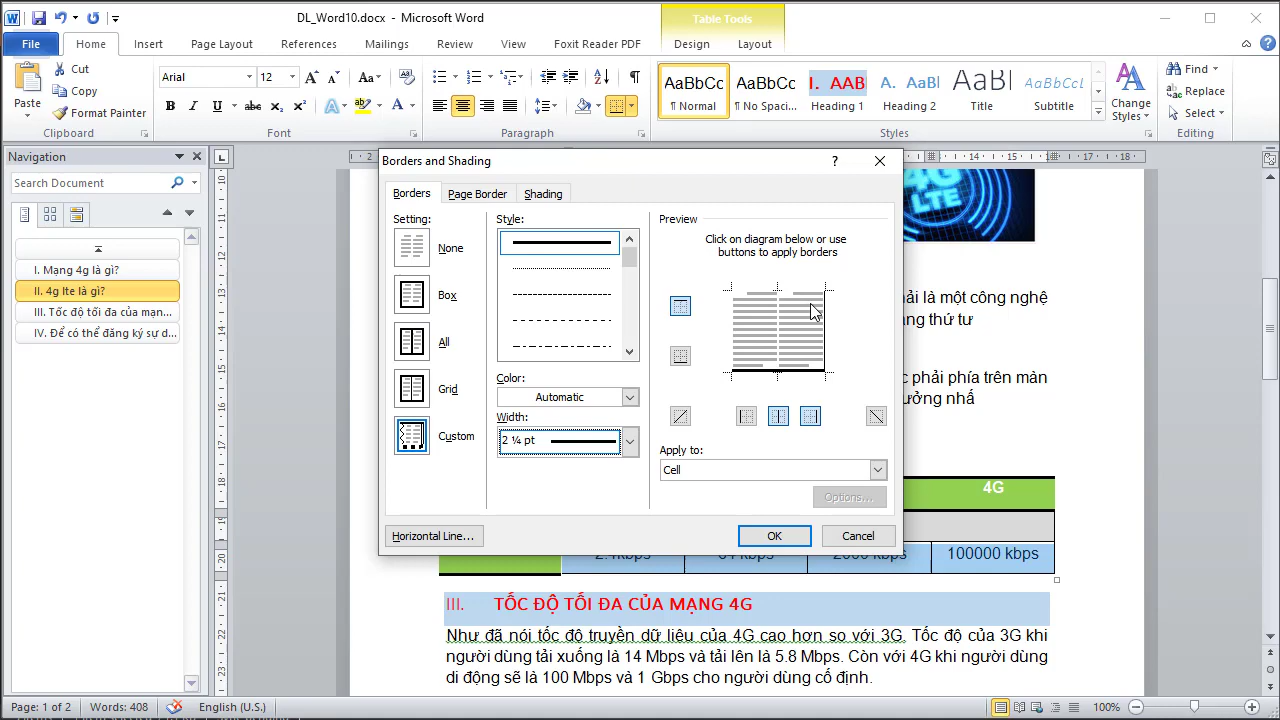 DL_Word10.docx - Microsoft Word
Table Tools
File Home Insert Page Layout References Mailings Review View Foxit Reader PDF Design Layout
Paste
Cut
Copy
Format Painter
Clipboard
Arial 12
Font
Paragraph
AaBbCc AaBbCc I. AAB A. AaBl AaBl AaBbCcL
¶ Normal ¶ No Spaci... Heading 1 Heading 2 Title Subtitle
Change Styles
Styles
Find
Replace
Select
Editing
Navigation
Search Document
I. Mạng 4g là gì?
II. 4g lte là gì?
III. Tốc độ tối đa của mạn...
IV. Để có thể đăng ký sự d...
Borders and Shading
Borders Page Border Shading
Setting:
None
Box
All
Grid
Custom
Style:
Color:
Automatic
Width:
2 ¼ pt
Preview
Click on diagram below or use
buttons to apply borders
Apply to:
Cell
Options...
Horizontal Line...
OK
Cancel
4G
LTE
ải là một công nghệ
ạng thứ tư
phải phía trên màn
ưởng nhấ
4G
kbps
100000 kbps
III. TỐC ĐỘ TỐI ĐA CỦA MẠNG 4G
Như đã nói tốc độ truyền dữ liệu của 4G cao hơn so với 3G. Tốc độ của 3G khi
người dùng tải xuống là 14 Mbps và tải lên là 5.8 Mbps. Còn với 4G khi người dùng
di động sẽ là 100 Mbps và 1 Gbps cho người dùng cố định.
Page: 1 of 2 Words: 408 English (U.S.) 100%